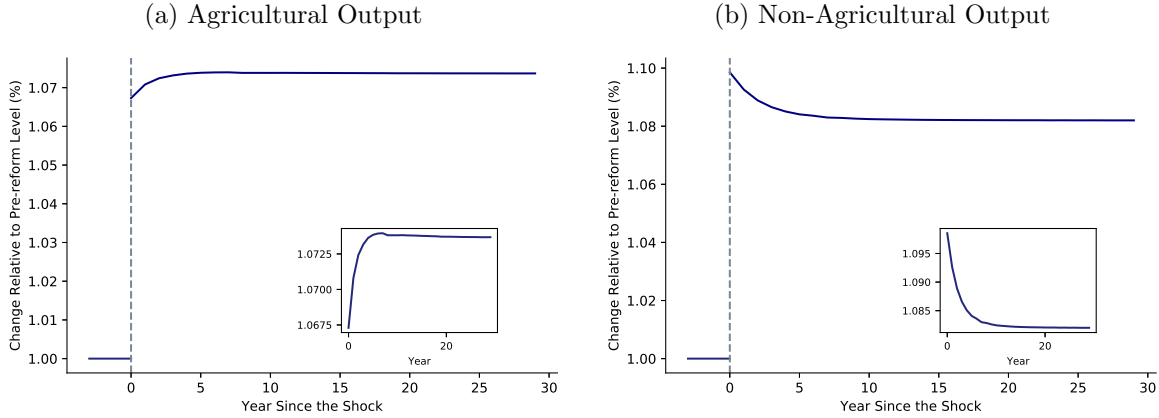 (a) Agricultural Output
Change Relative to Pre-reform Level (%)
1.07
1.06
1.05
1.04
1.03
1.02
1.01
1.00
0 5 10 15 20 25 30
Year Since the Shock
1.0725
1.0700
1.0675
0 20
Year
(b) Non-Agricultural Output
Change Relative to Pre-reform Level (%)
1.10
1.08
1.06
1.04
1.02
1.00
0 5 10 15 20 25 30
Year Since the Shock
1.095
1.090
1.085
0 20
Year